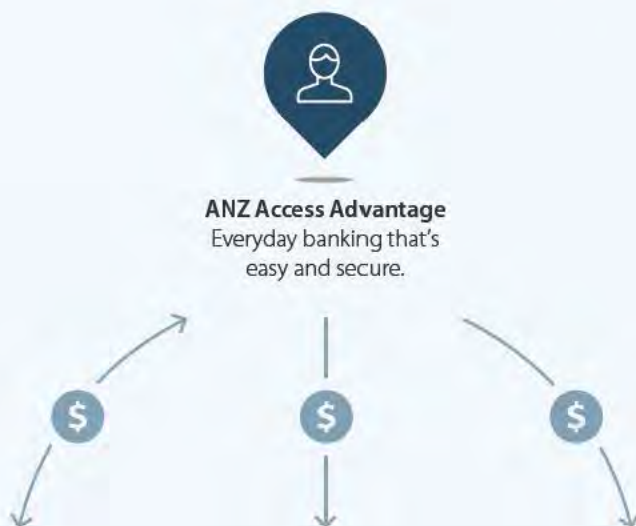 ANZ Access Advantage
Everyday banking that's
easy and secure.
$ $ $